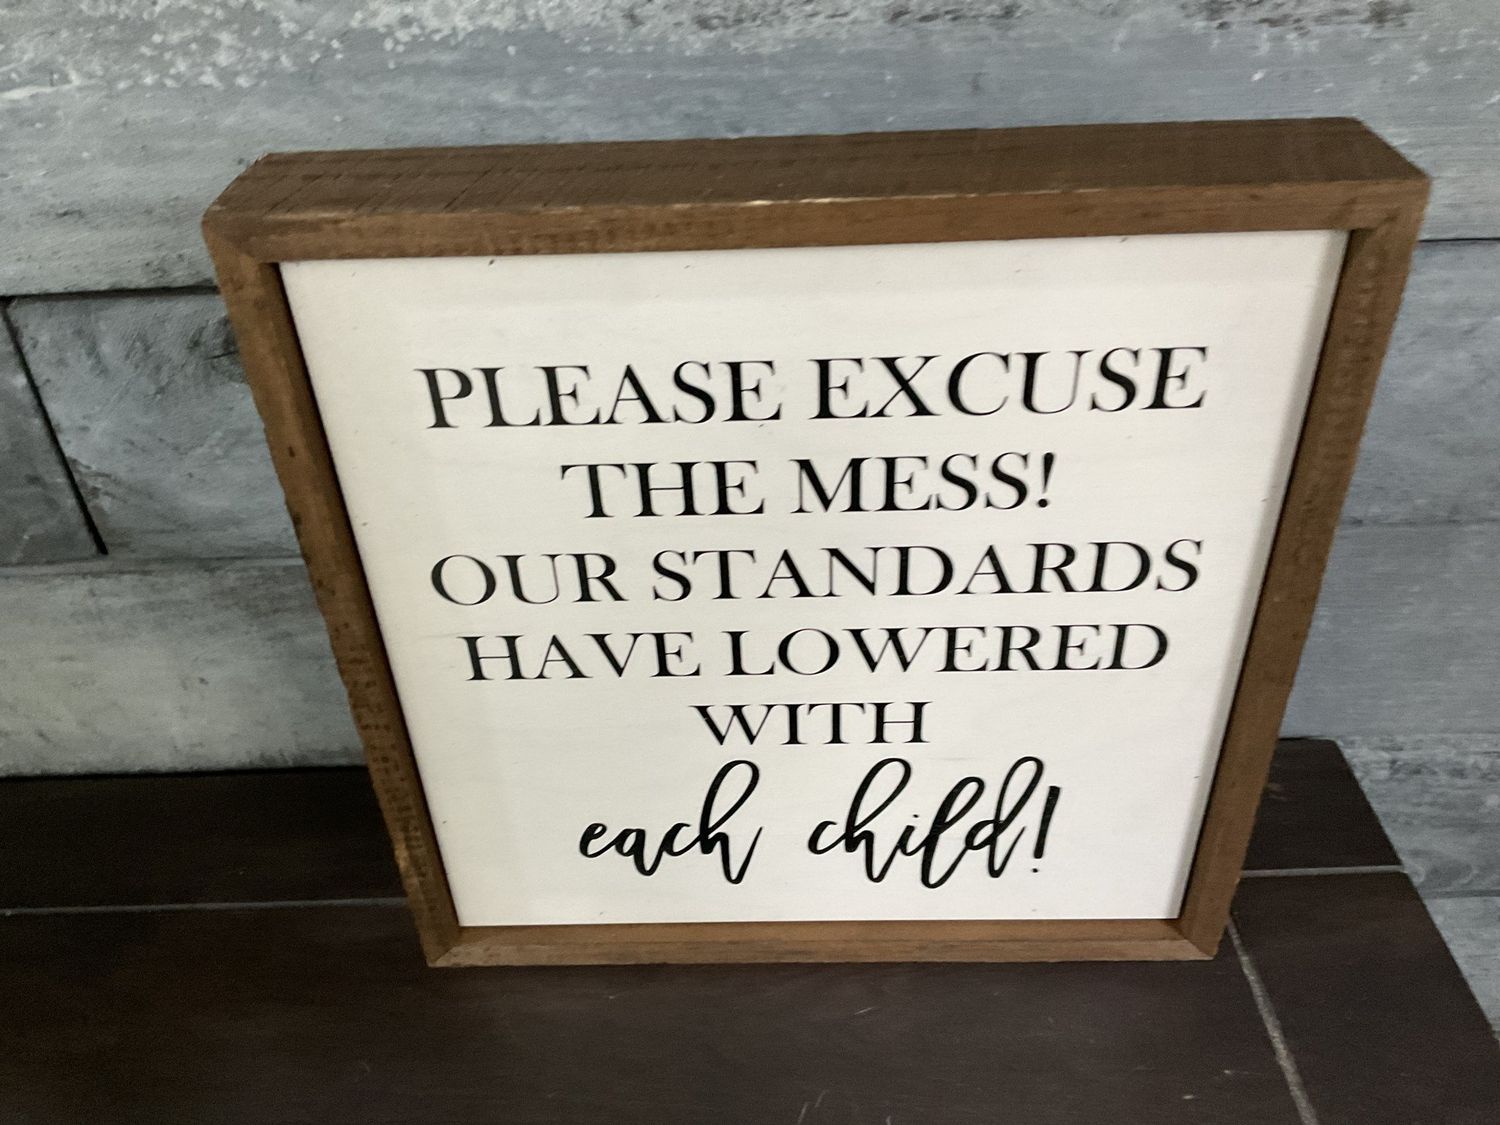 PLEASE EXCUSE
THE MESS!
OUR STANDARDS
HAVE LOWERED
WITH
each child!